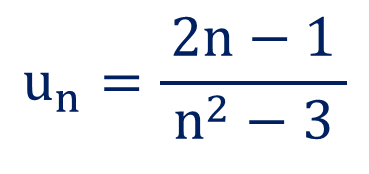 uₙ = (2n − 1) / (n² − 3)